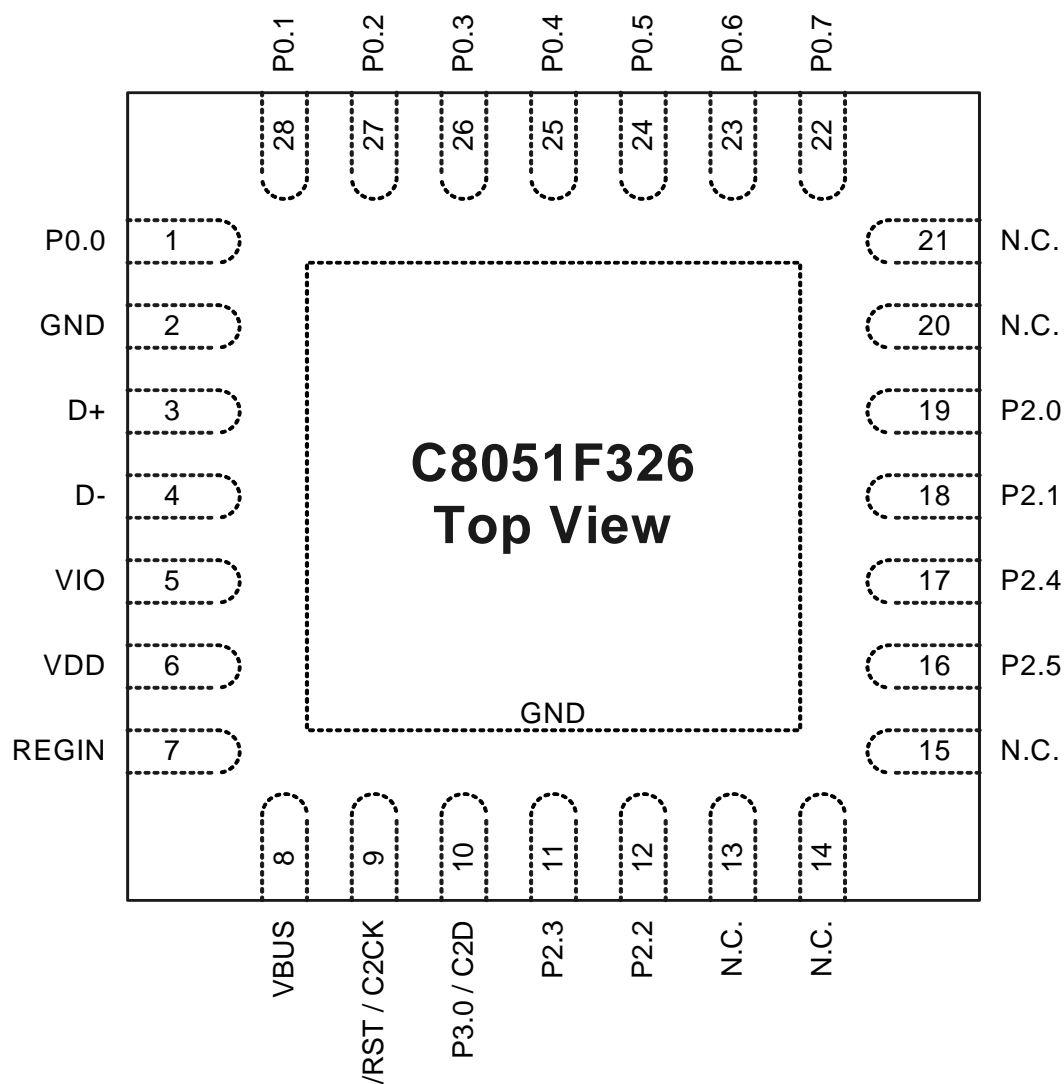 P0.1
P0.2
P0.3
P0.4
P0.5
P0.6
P0.7
28
27
26
25
24
23
22
P0.0
1
21
N.C.
GND
2
20
N.C.
D+
3
19
P2.0
D-
4
18
P2.1
VIO
5
17
P2.4
VDD
6
16
P2.5
REGIN
7
15
N.C.
C8051F326
Top View
GND
8
9
10
11
12
13
14
VBUS
/RST / C2CK
P3.0 / C2D
P2.3
P2.2
N.C.
N.C.